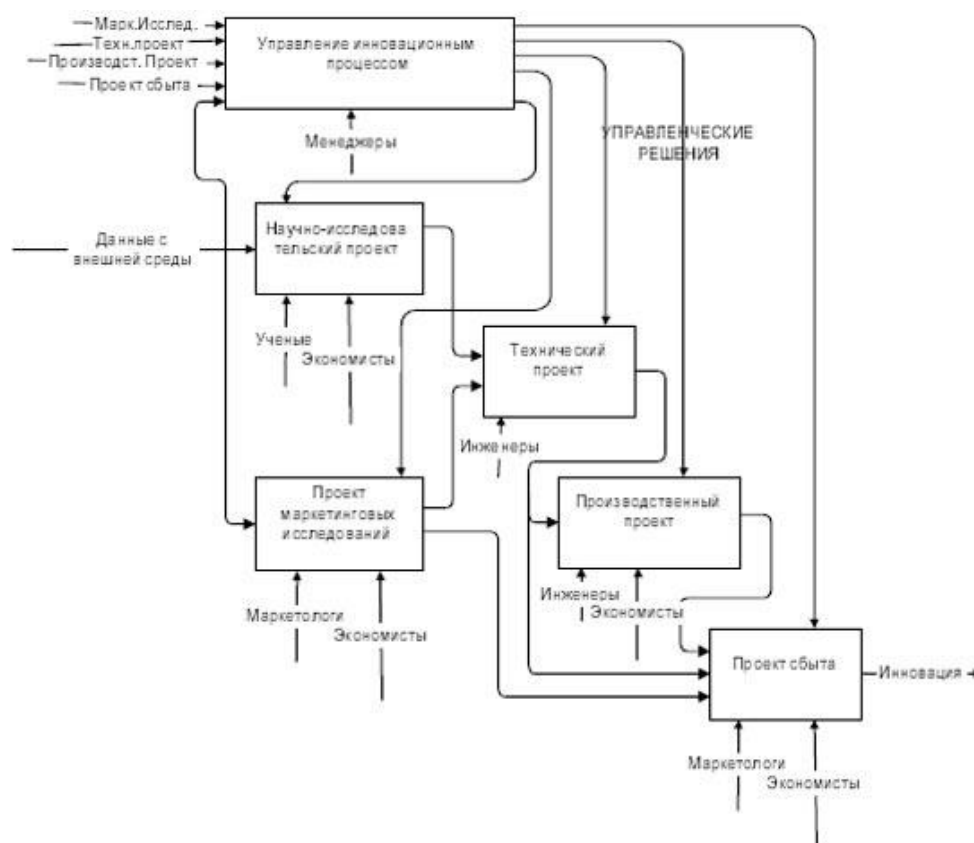 Марк.Исслед.
Техн.проект
Производст. Проект
Проект сбыта
Управление инновационным
процессом
Менеджеры
УПРАВЛЕНЧЕСКИЕ
РЕШЕНИЯ
Данные с
внешней среды
Научно-исследова
тельский проект
Ученые
Экономисты
Технический
проект
Инженеры
Проект
маркетинговых
исследований
Производственный
проект
Маркетологи
Экономисты
Инженеры
Экономисты
Проект сбыта
Инновация
Маркетологи
Экономисты